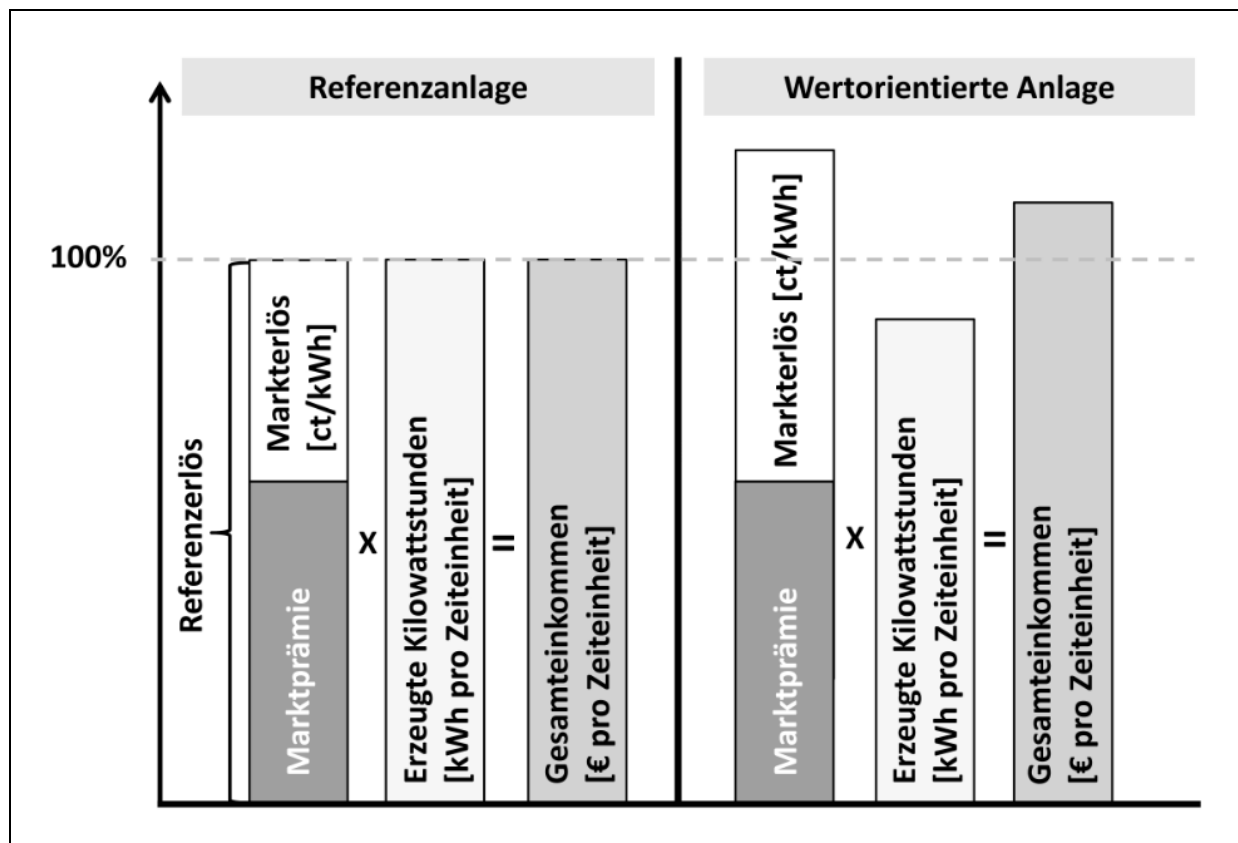 Referenzanlage
Wertorientierte Anlage
100%
Referenzerlös
Markterlös
[ct/kWh]
Marktprämie
X
Erzeugte Kilowattstunden
[kWh pro Zeiteinheit]
=
Gesamteinkommen
[€ pro Zeiteinheit]
Markterlös [ct/kWh]
Marktprämie
X
Erzeugte Kilowattstunden
[kWh pro Zeiteinheit]
=
Gesamteinkommen
[€ pro Zeiteinheit]